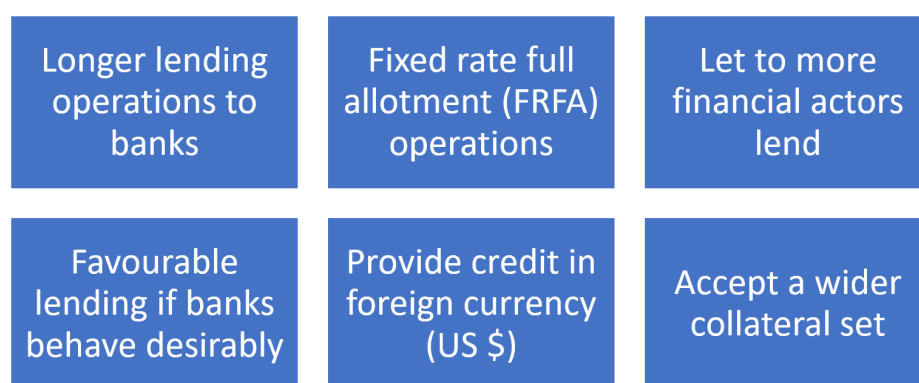 Longer lending
operations to
banks
Fixed rate full
allotment (FRFA)
operations
Let to more
financial actors
lend
Favourable
lending if banks
behave desirably
Provide credit in
foreign currency
(US $)
Accept a wider
collateral set